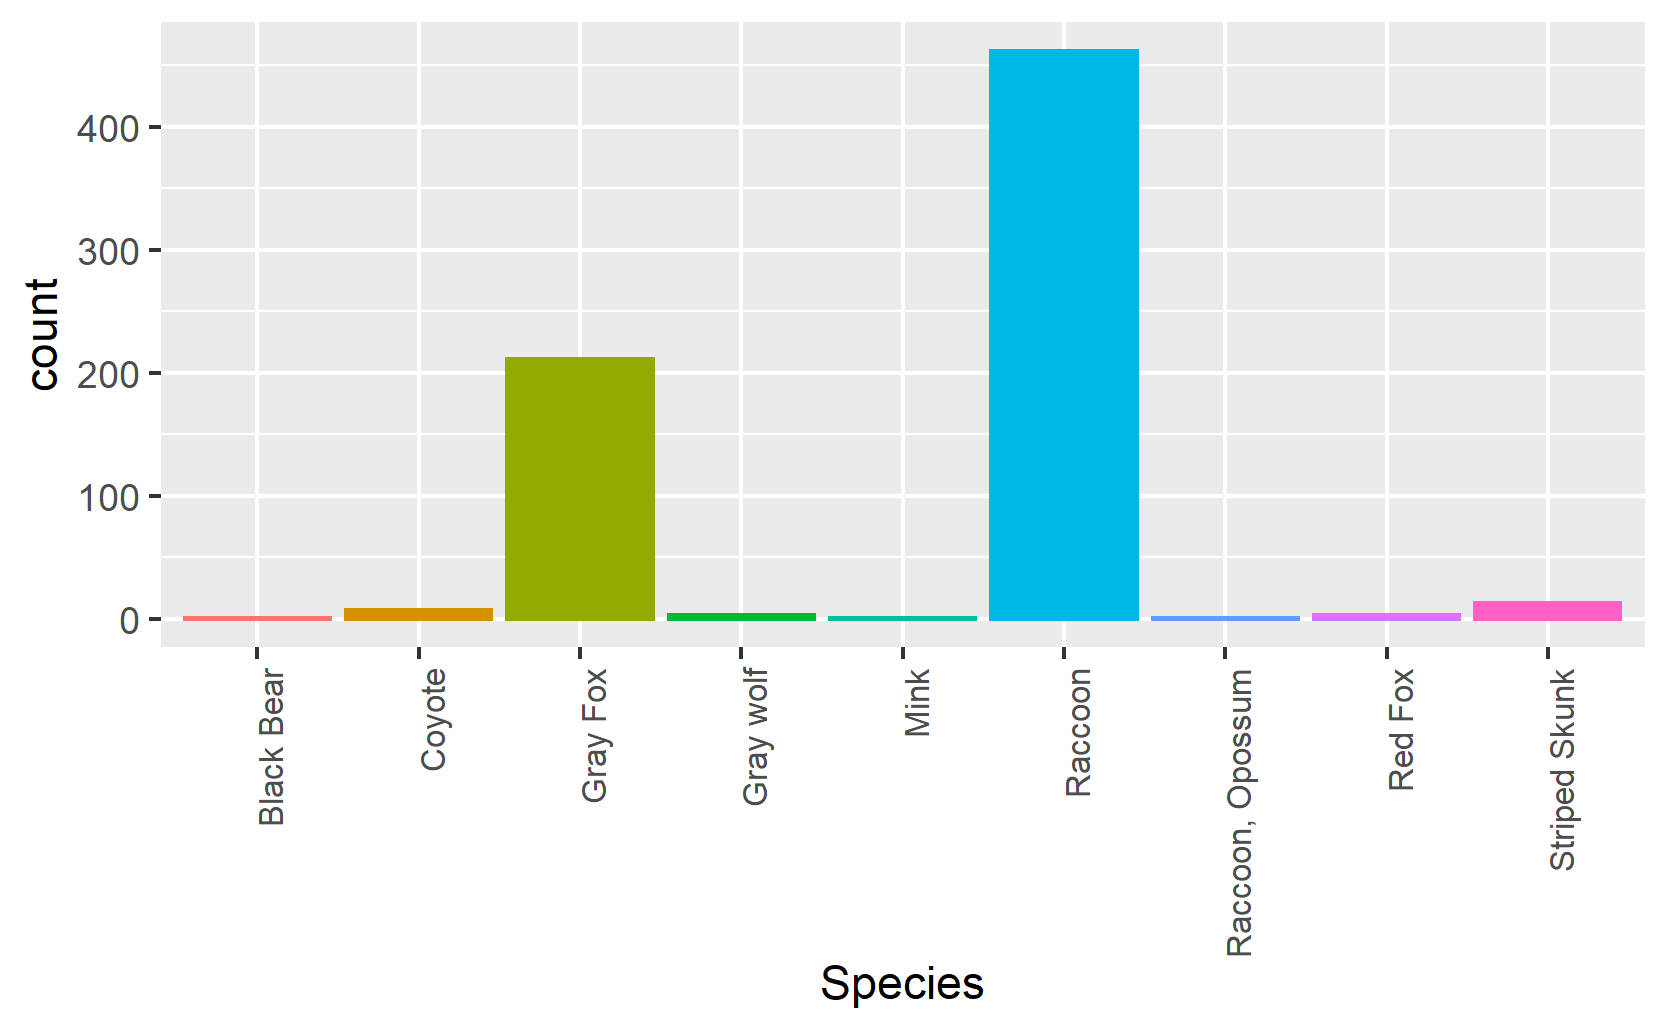 count
400
300
200
100
0
Black Bear
Coyote
Gray Fox
Gray wolf
Mink
Raccoon
Raccoon, Opossum
Red Fox
Striped Skunk
Species